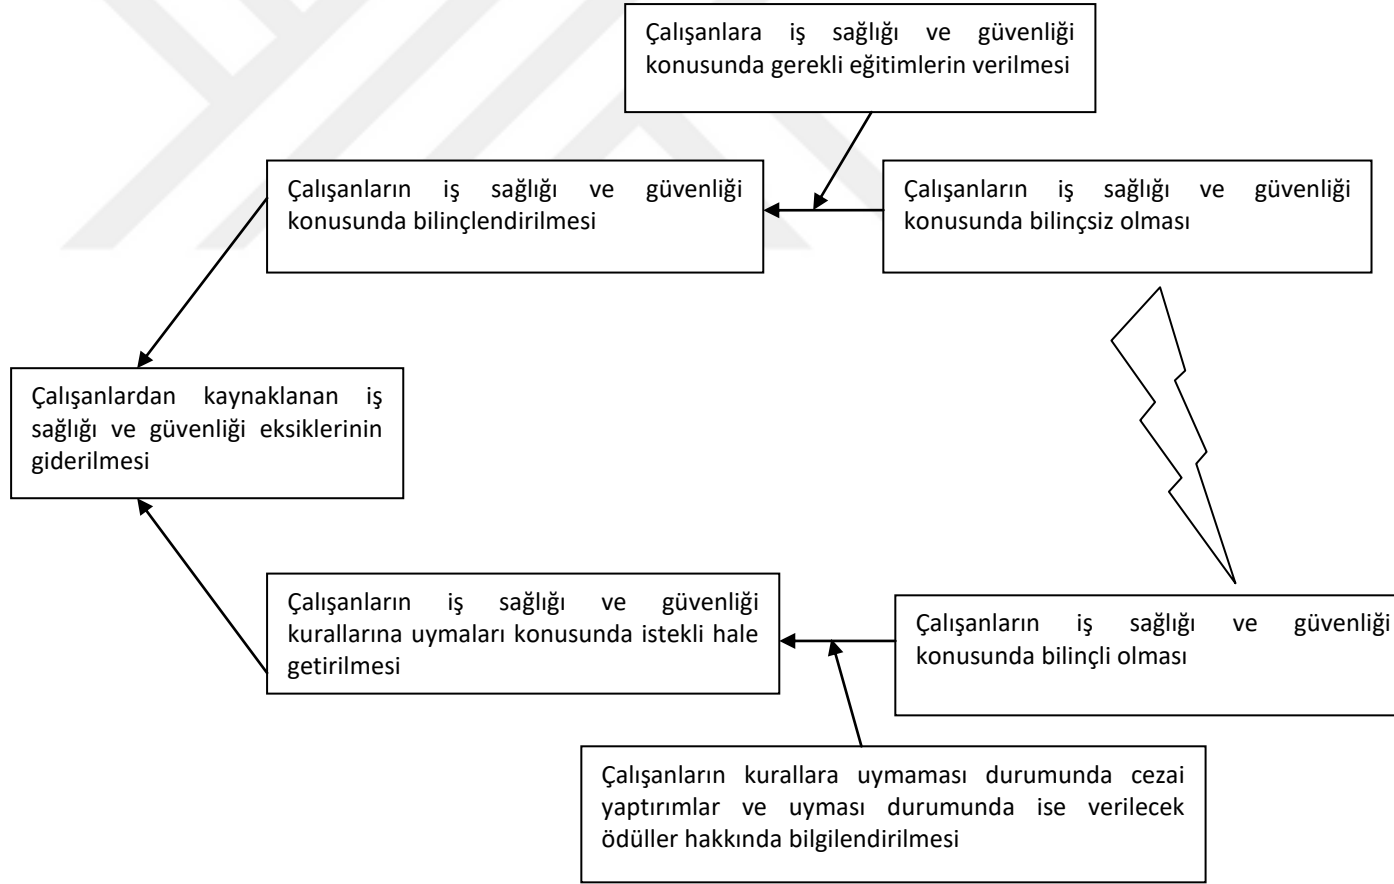 Çalışanlara iş sağlığı ve güvenliği
konusunda gerekli eğitimlerin verilmesi
Çalışanların iş sağlığı ve güvenliği
konusunda bilinçlendirilmesi
Çalışanların iş sağlığı ve güvenliği
konusunda bilinçsiz olması
Çalışanlardan kaynaklanan iş
sağlığı ve güvenliği eksiklerinin
giderilmesi
Çalışanların iş sağlığı ve güvenliği
kurallarına uymaları konusunda istekli hale
getirilmesi
Çalışanların iş sağlığı ve güvenliği
konusunda bilinçli olması
Çalışanların kurallara uymaması durumunda cezai
yaptırımlar ve uyması durumunda ise verilecek
ödüller hakkında bilgilendirilmesi